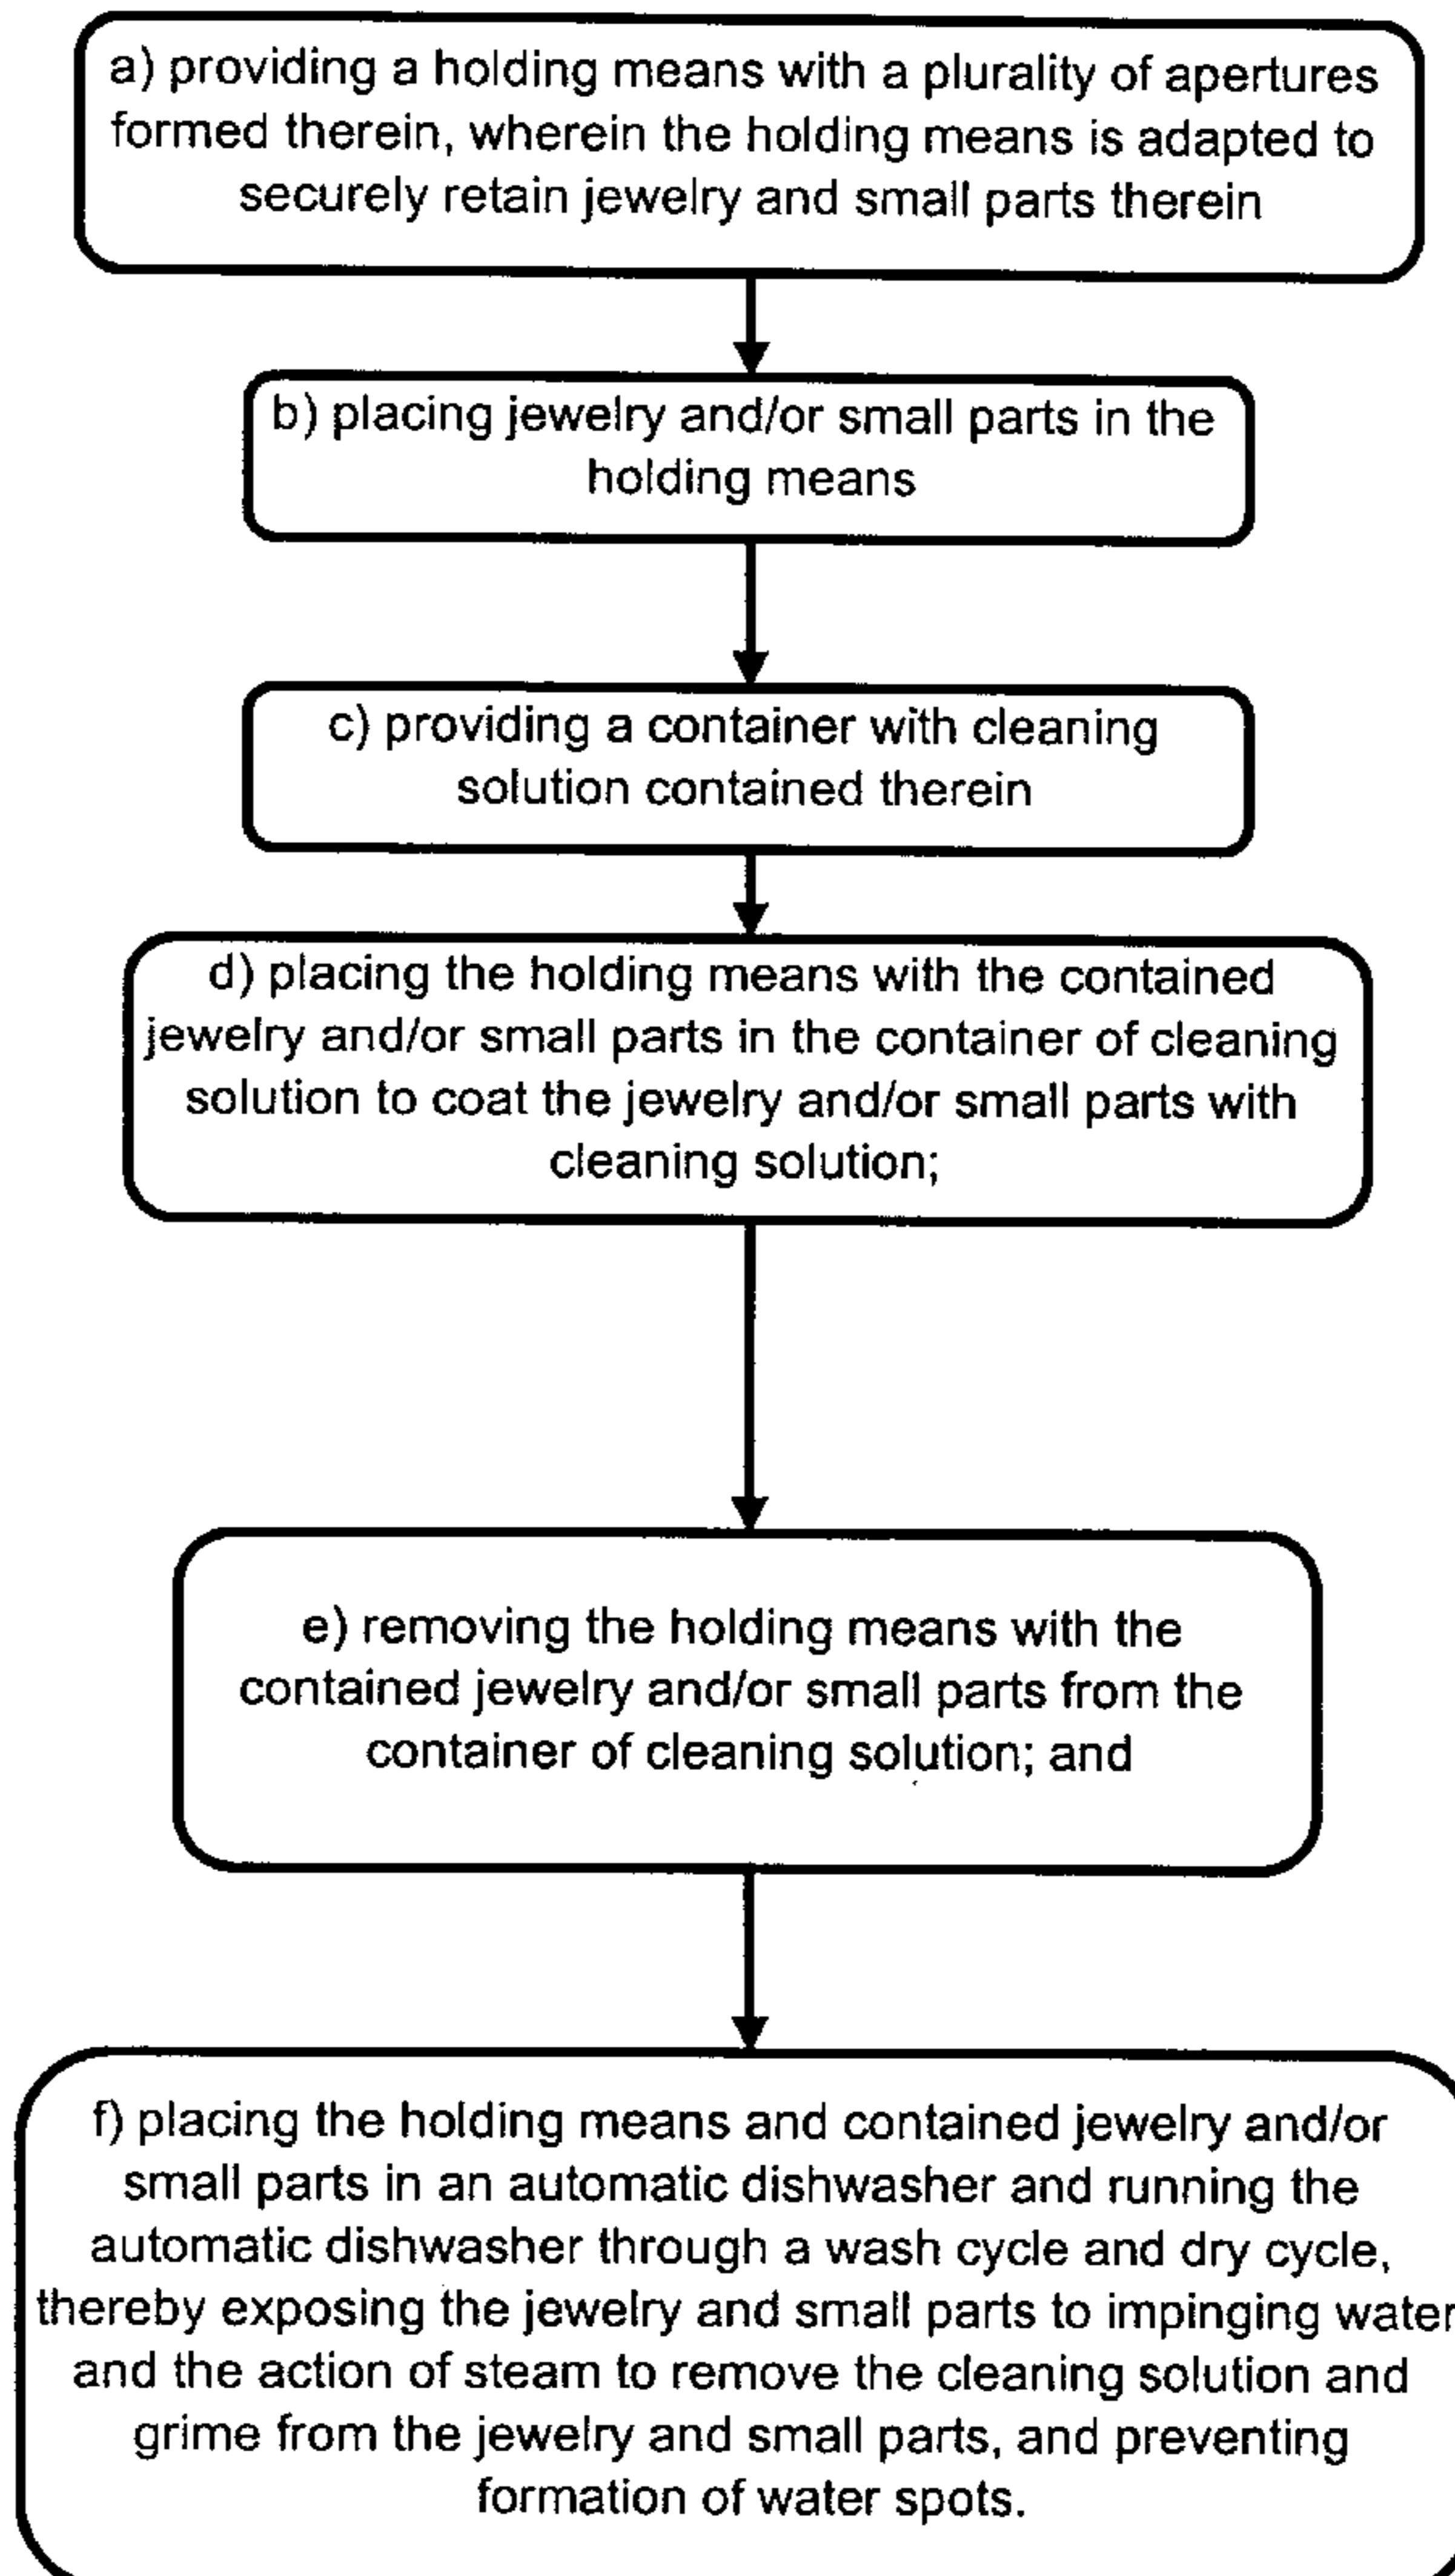 a) providing a holding means with a plurality of apertures
formed therein, wherein the holding means is adapted to
securely retain jewelry and small parts therein
b) placing jewelry and/or small parts in the
holding means
c) providing a container with cleaning
solution contained therein
d) placing the holding means with the contained
jewelry and/or small parts in the container of cleaning
solution to coat the jewelry and/or small parts with
cleaning solution;
e) removing the holding means with the
contained jewelry and/or small parts from the
container of cleaning solution; and
f) placing the holding means and contained jewelry and/or
small parts in an automatic dishwasher and running the
automatic dishwasher through a wash cycle and dry cycle,
thereby exposing the jewelry and small parts to impinging water
and the action of steam to remove the cleaning solution and
grime from the jewelry and small parts, and preventing
formation of water spots.